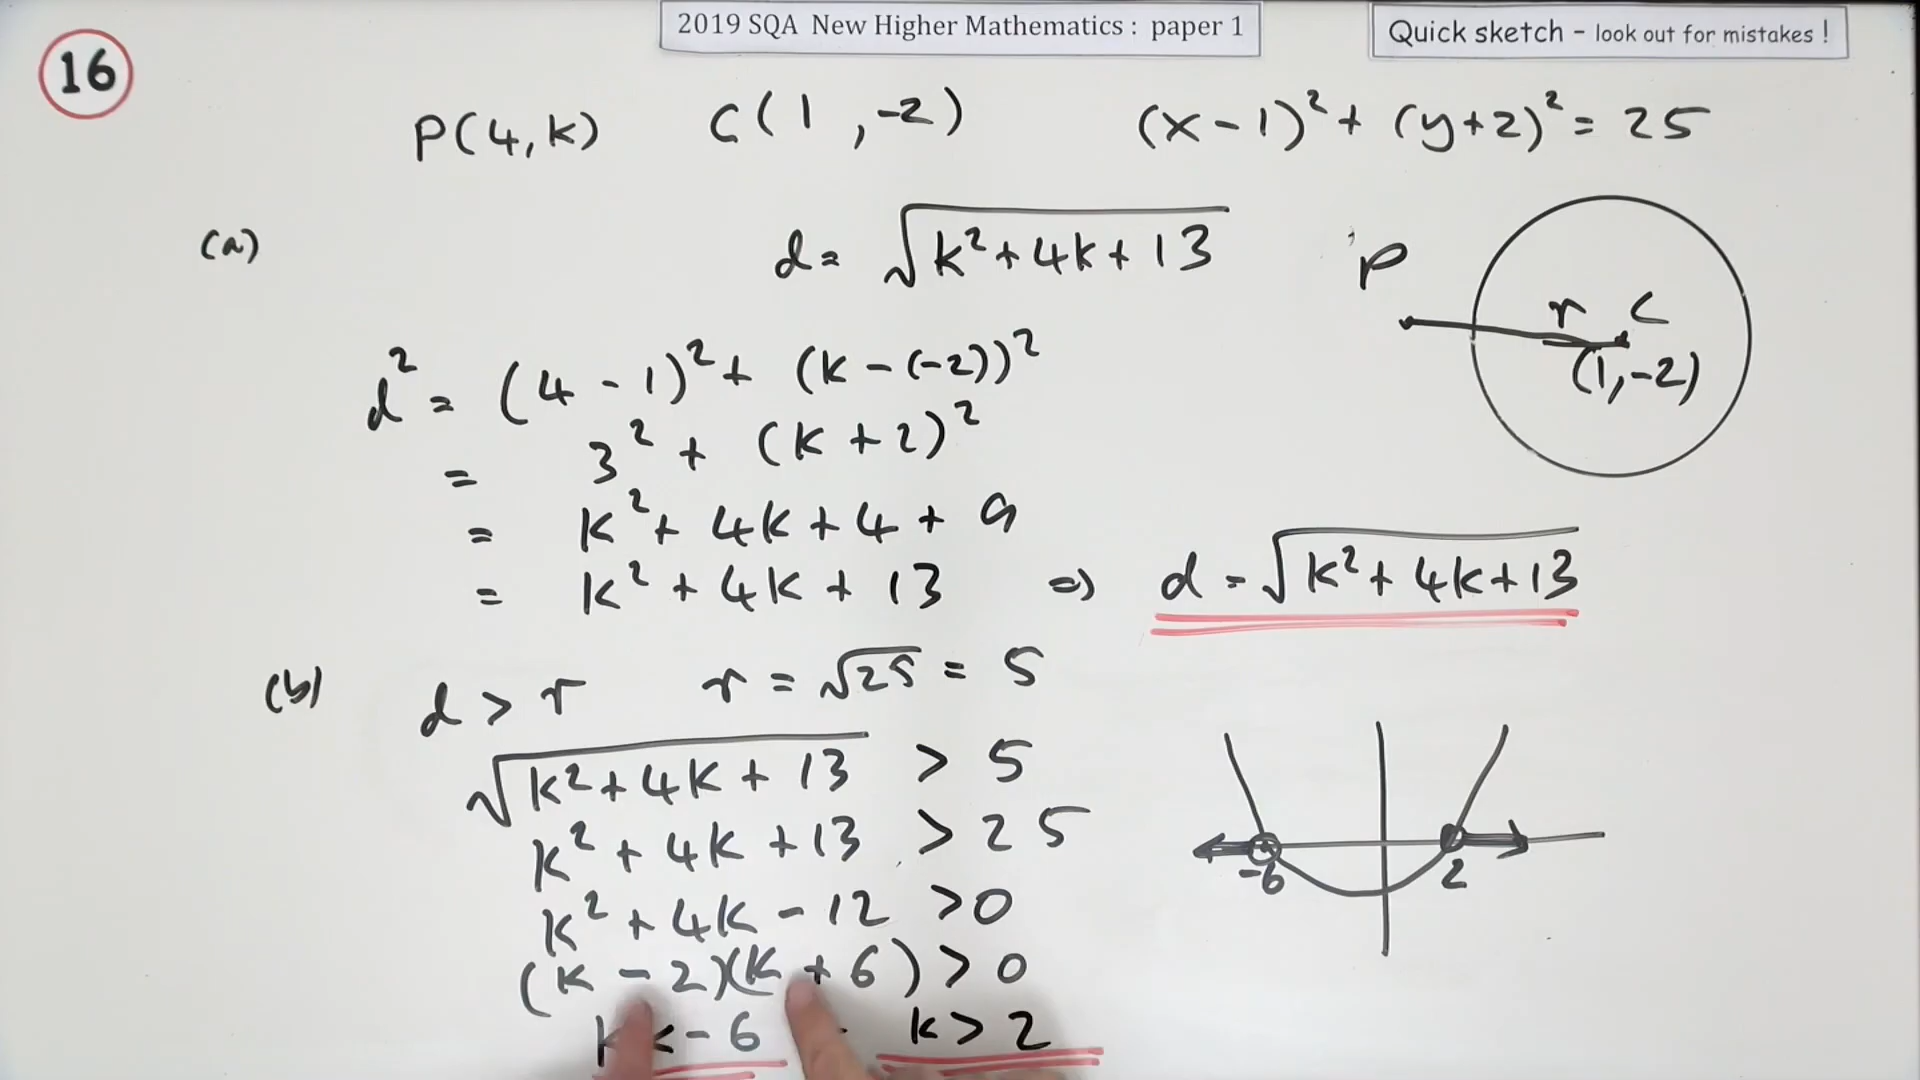 2019 SQA New Higher Mathematics : paper 1
Quick sketch – look out for mistakes !
16
P(4,k) C(1,-2) (x-1)²+(y+2)²=25
(a) d= √k²+4k+13
P
r C
(1,-2)
d² = (4-1)²+(k-(-2))²
= 3²+(k+2)²
= k²+4k+4+9
= k²+4k+13 ⇒ d=√k²+4k+13
(b) d > r r = √25 = 5
√k²+4k+13 > 5
k²+4k+13 > 25
k²+4k-12 >0
(k-2)(k+6)>0
k<-6 k>2
-6 2